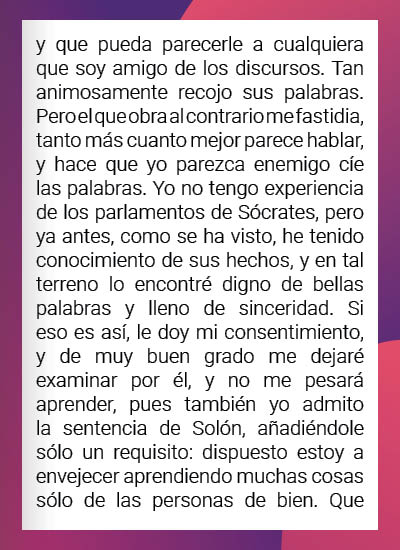 y que pueda parecerle a cualquiera
que soy amigo de los discursos. Tan
animosamente recojo sus palabras.
Pero el que obra al contrario me fastidia,
tanto más cuanto mejor parece hablar,
y hace que yo parezca enemigo cíe
las palabras. Yo no tengo experiencia
de los parlamentos de Sócrates, pero
ya antes, como se ha visto, he tenido
conocimiento de sus hechos, y en tal
terreno lo encontré digno de bellas
palabras y lleno de sinceridad. Si
eso es así, le doy mi consentimiento,
y de muy buen grado me dejaré
examinar por él, y no me pesará
aprender, pues también yo admito
la sentencia de Solón, añadiéndole
sólo un requisito: dispuesto estoy a
envejecer aprendiendo muchas cosas
sólo de las personas de bien. Que